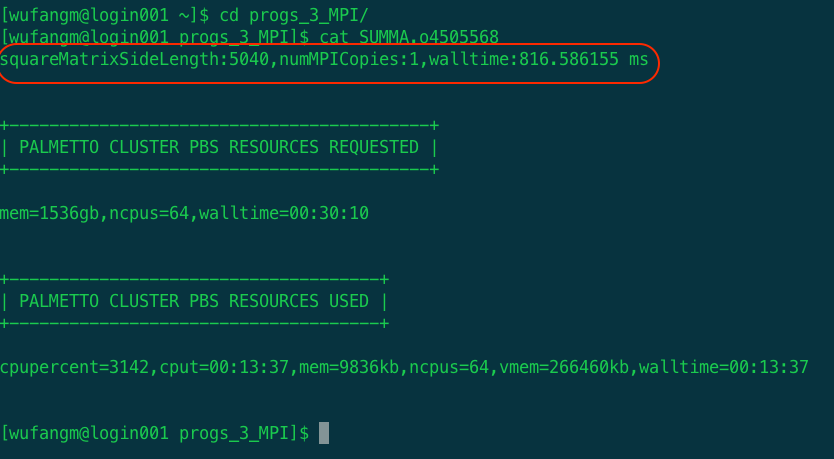 [wufangm@login001 ~]$ cd progs_3_MPI/
[wufangm@login001 progs_3_MPI]$ cat SUMMA.o4505568
squareMatrixSideLength:5040,numMPICopies:1,walltime:816.586155 ms
+------------------------------------------+
| PALMETTO CLUSTER PBS RESOURCES REQUESTED |
+------------------------------------------+
mem=1536gb,ncpus=64,walltime=00:30:10
+-------------------------------------+
| PALMETTO CLUSTER PBS RESOURCES USED |
+-------------------------------------+
cpupercent=3142,cput=00:13:37,mem=9836kb,ncpus=64,vmem=266460kb,walltime=00:13:37
[wufangm@login001 progs_3_MPI]$